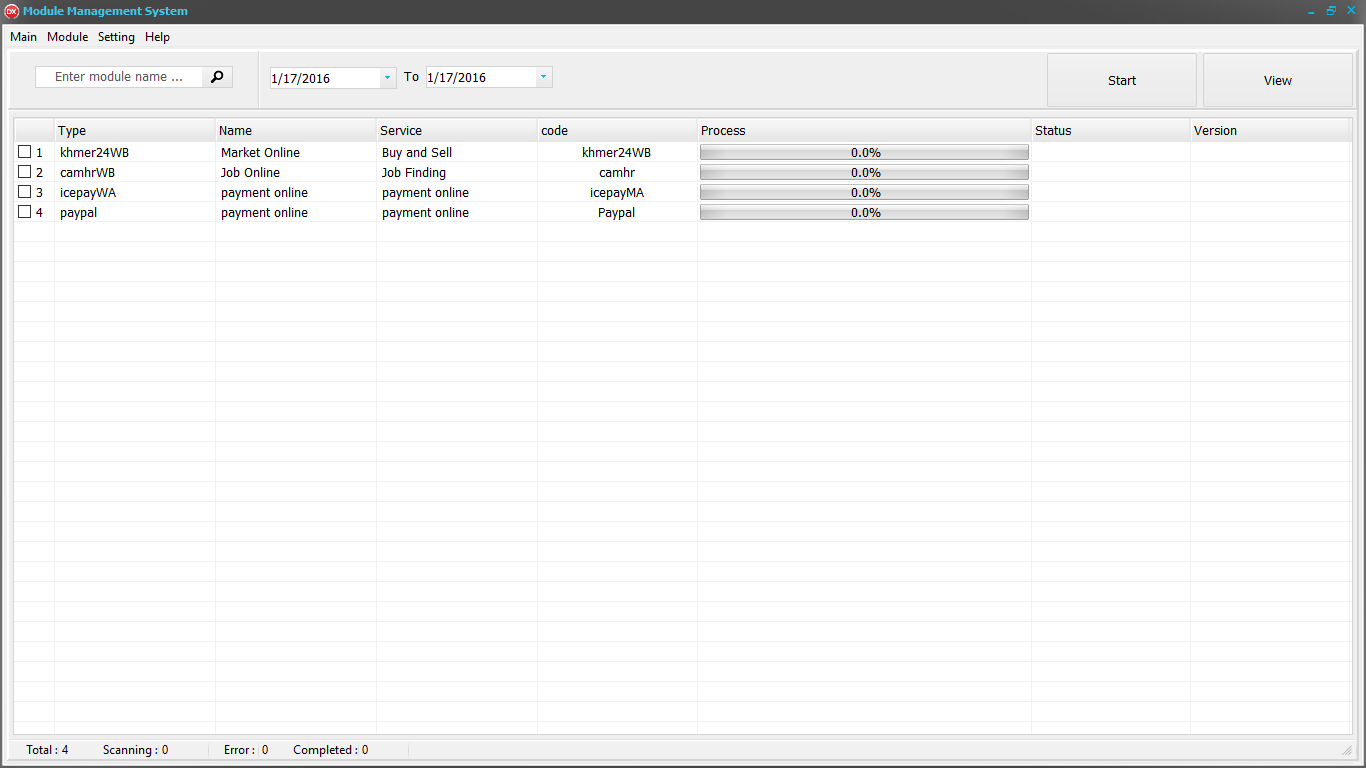 DX Module Management System
Main Module Setting Help
Enter module name ... 1/17/2016 To 1/17/2016 Start View
Type Name Service code Process Status Version
1 khmer24WB Market Online Buy and Sell khmer24WB 0.0%
2 camhrWB Job Online Job Finding camhr 0.0%
3 icepayWA payment online payment online icepayMA 0.0%
4 paypal payment online payment online Paypal 0.0%
Total : 4 Scanning : 0 Error : 0 Completed : 0